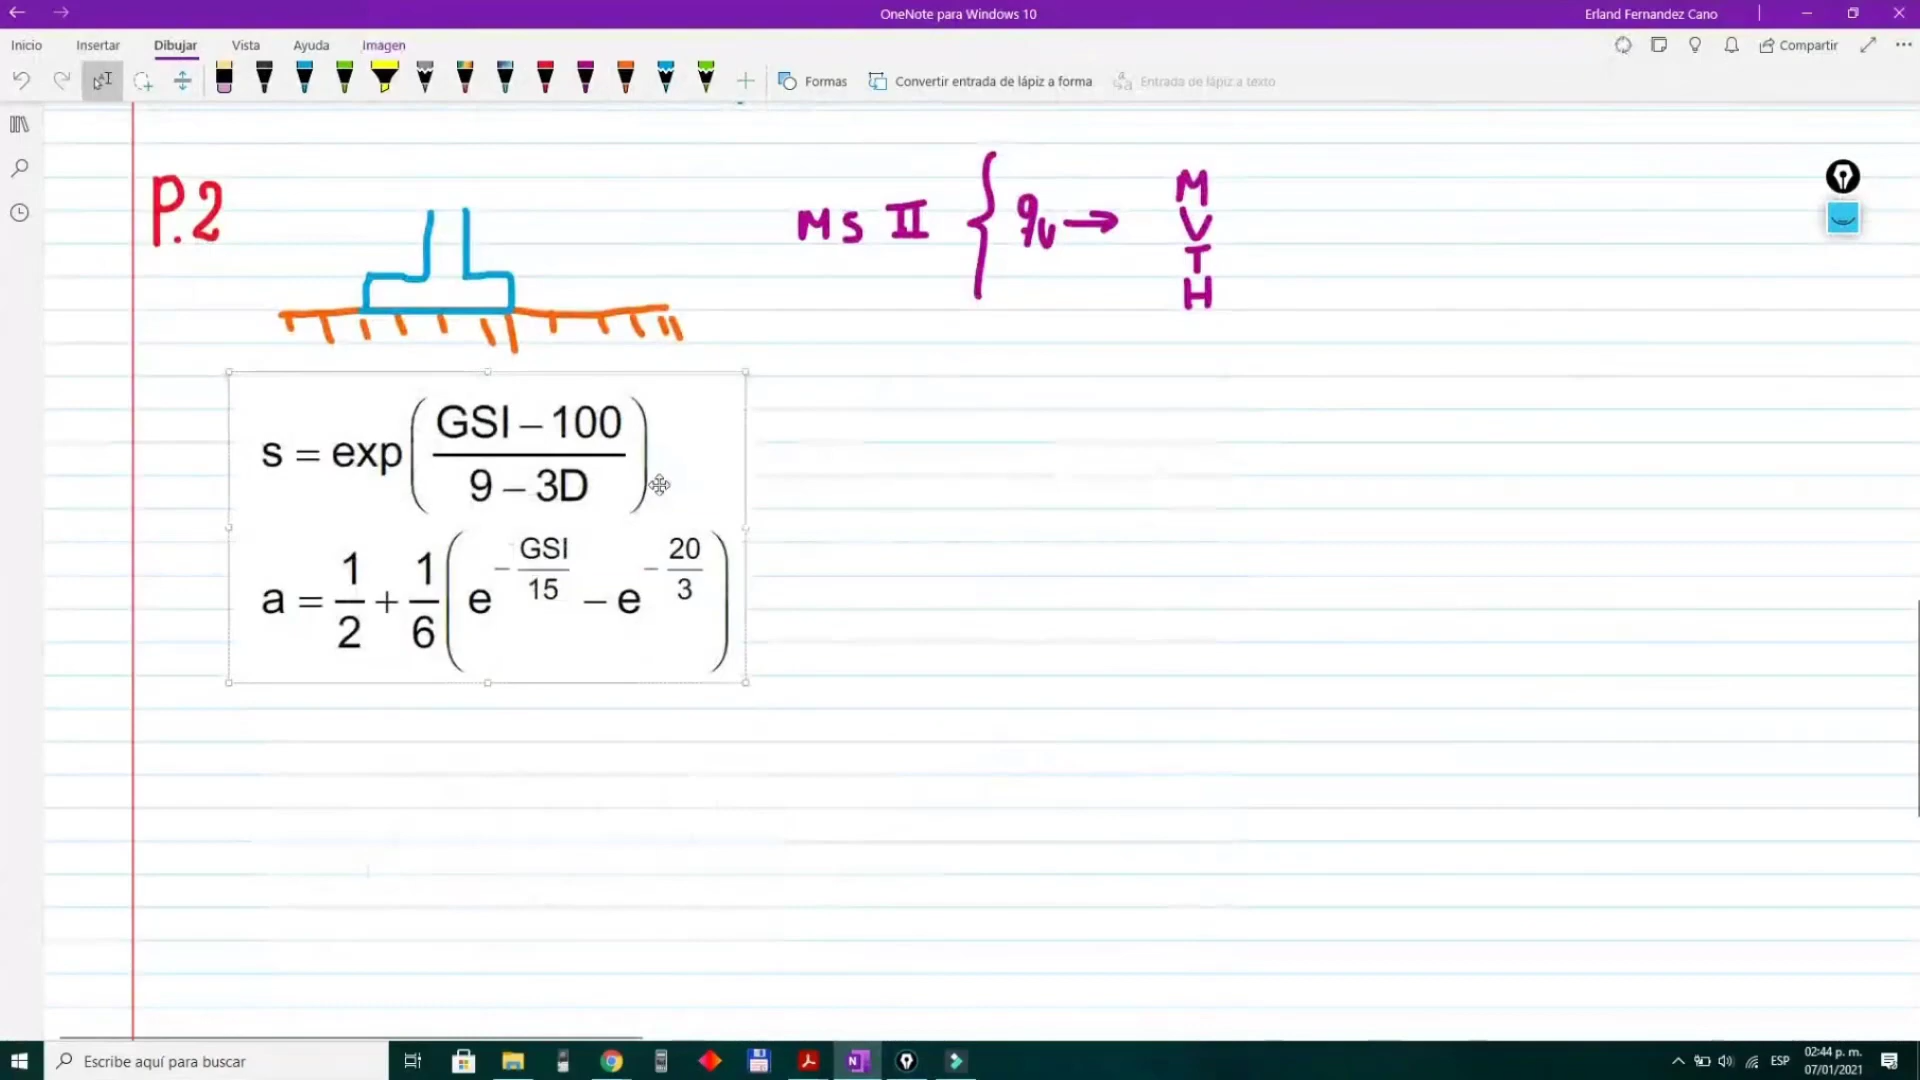 OneNote para Windows 10
Erland Fernandez Cano
Inicio Insertar Dibujar Vista Ayuda Imagen
Compartir
Formas
Convertir entrada de lápiz a forma
Entrada de lápiz a texto
P.2
MS II { qu →
M
V
T
H
s = exp((GSI – 100) / (9 – 3D))
a = 1/2 + 1/6 (e^(-GSI/15) – e^(-20/3))
Escribe aquí para buscar
ESP
02:44 p. m.
07/01/2021